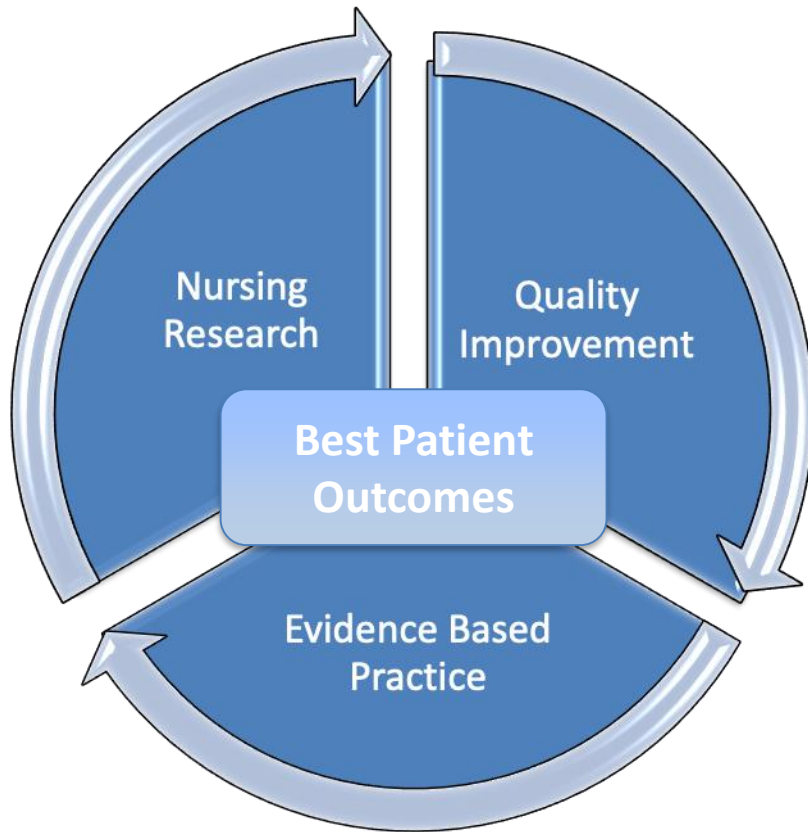 Nursing
Research
Quality
Improvement
Best Patient
Outcomes
Evidence Based
Practice